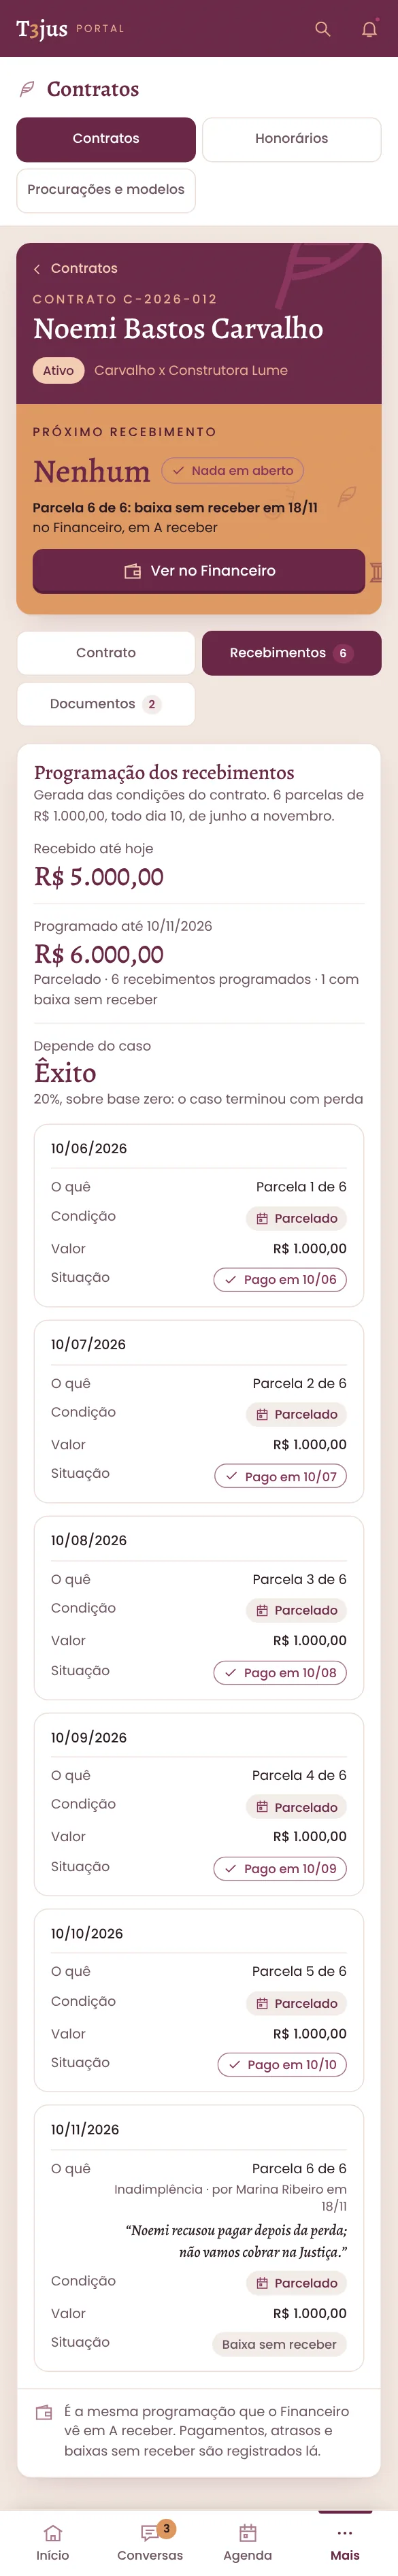 T3jus PORTAL
Contratos
Contratos
Honorários
Procurações e modelos
Contratos
CONTRATO C-2026-012
Noemi Bastos Carvalho
Ativo
Carvalho x Construtora Lume
PRÓXIMO RECEBIMENTO
Nenhum
Nada em aberto
Parcela 6 de 6: baixa sem receber em 18/11
no Financeiro, em A receber
Ver no Financeiro
Contrato
Recebimentos 6
Documentos 2
Programação dos recebimentos
Gerada das condições do contrato. 6 parcelas de
R$ 1.000,00, todo dia 10, de junho a novembro.
Recebido até hoje
R$ 5.000,00
Programado até 10/11/2026
R$ 6.000,00
Parcelado · 6 recebimentos programados · 1 com
baixa sem receber
Depende do caso
Êxito
20%, sobre base zero: o caso terminou com perda
10/06/2026
O quê Parcela 1 de 6
Condição Parcelado
Valor R$ 1.000,00
Situação Pago em 10/06
10/07/2026
O quê Parcela 2 de 6
Condição Parcelado
Valor R$ 1.000,00
Situação Pago em 10/07
10/08/2026
O quê Parcela 3 de 6
Condição Parcelado
Valor R$ 1.000,00
Situação Pago em 10/08
10/09/2026
O quê Parcela 4 de 6
Condição Parcelado
Valor R$ 1.000,00
Situação Pago em 10/09
10/10/2026
O quê Parcela 5 de 6
Condição Parcelado
Valor R$ 1.000,00
Situação Pago em 10/10
10/11/2026
O quê Parcela 6 de 6
Inadimplência · por Marina Ribeiro em
18/11
“Noemi recusou pagar depois da perda;
não vamos cobrar na Justiça.”
Condição Parcelado
Valor R$ 1.000,00
Situação Baixa sem receber
É a mesma programação que o Financeiro
vê em A receber. Pagamentos, atrasos e
baixas sem receber são registrados lá.
3
Início Conversas Agenda Mais